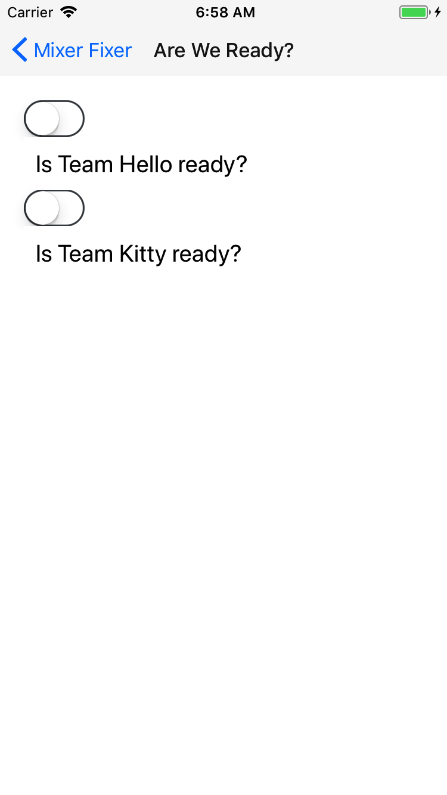 Carrier 6:58 AM
Mixer Fixer Are We Ready?
Is Team Hello ready?
Is Team Kitty ready?